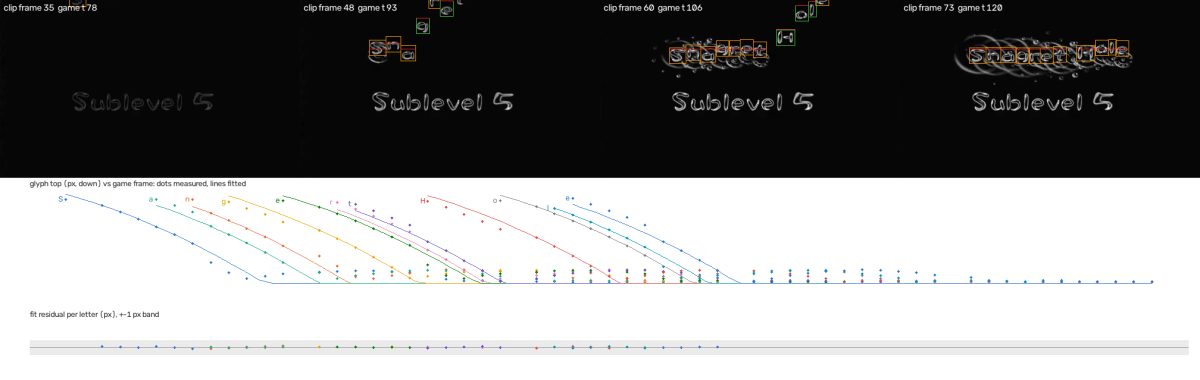 clip frame 35 game t 78
clip frame 48 game t 93
clip frame 60 game t 106
clip frame 73 game t 120
Sublevel 5
Sublevel 5
Sublevel 5
Sublevel 5
glyph top (px, down) vs game frame: dots measured, lines fitted
S a n g e r t H o l e
fit residual per letter (px), +-1 px band